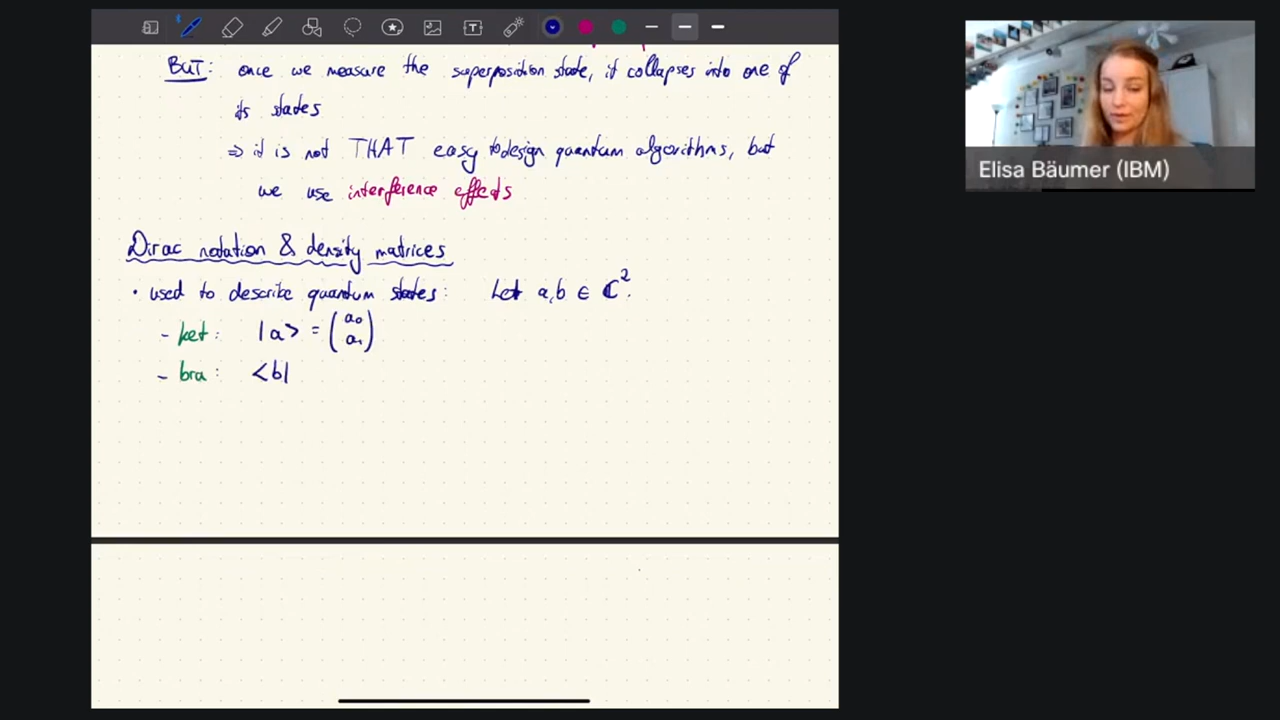 BUT: once we measure the superposition state, it collapses into one of
its states
⇒ it is not THAT easy to design quantum algorithms, but
we use interference effects
Dirac notation & density matrices
• used to describe quantum states: Let a,b ∈ ℂ².
- ket: |a> = (a₀ a₁)
- bra: <b|
Elisa Bäumer (IBM)